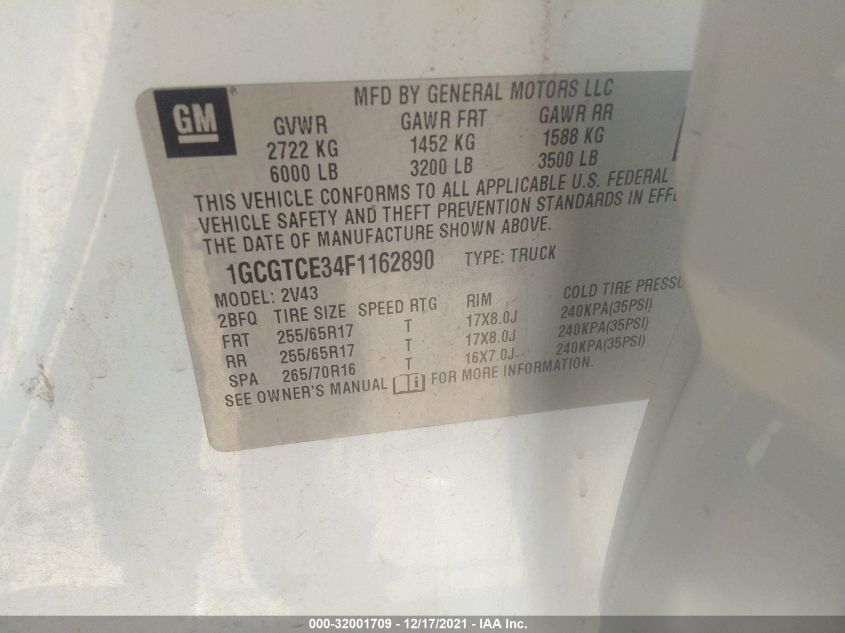 GM®
MFD BY GENERAL MOTORS LLC
GVWR GAWR FRT GAWR RR
2722 KG 1452 KG 1588 KG
6000 LB 3200 LB 3500 LB
THIS VEHICLE CONFORMS TO ALL APPLICABLE U.S. FEDERAL
VEHICLE SAFETY AND THEFT PREVENTION STANDARDS IN EFF
THE DATE OF MANUFACTURE SHOWN ABOVE.
1GCGTCE34F1162890 TYPE: TRUCK
MODEL: 2V43
2BFQ TIRE SIZE SPEED RTG RIM COLD TIRE PRESSU
FRT 255/65R17 T 17X8.0J 240KPA(35PSI)
RR 255/65R17 T 17X8.0J 240KPA(35PSI)
SPA 265/70R16 T 16X7.0J 240KPA(35PSI)
SEE OWNER'S MANUAL i FOR MORE INFORMATION.
000-32001709 - 12/17/2021 - IAA Inc.